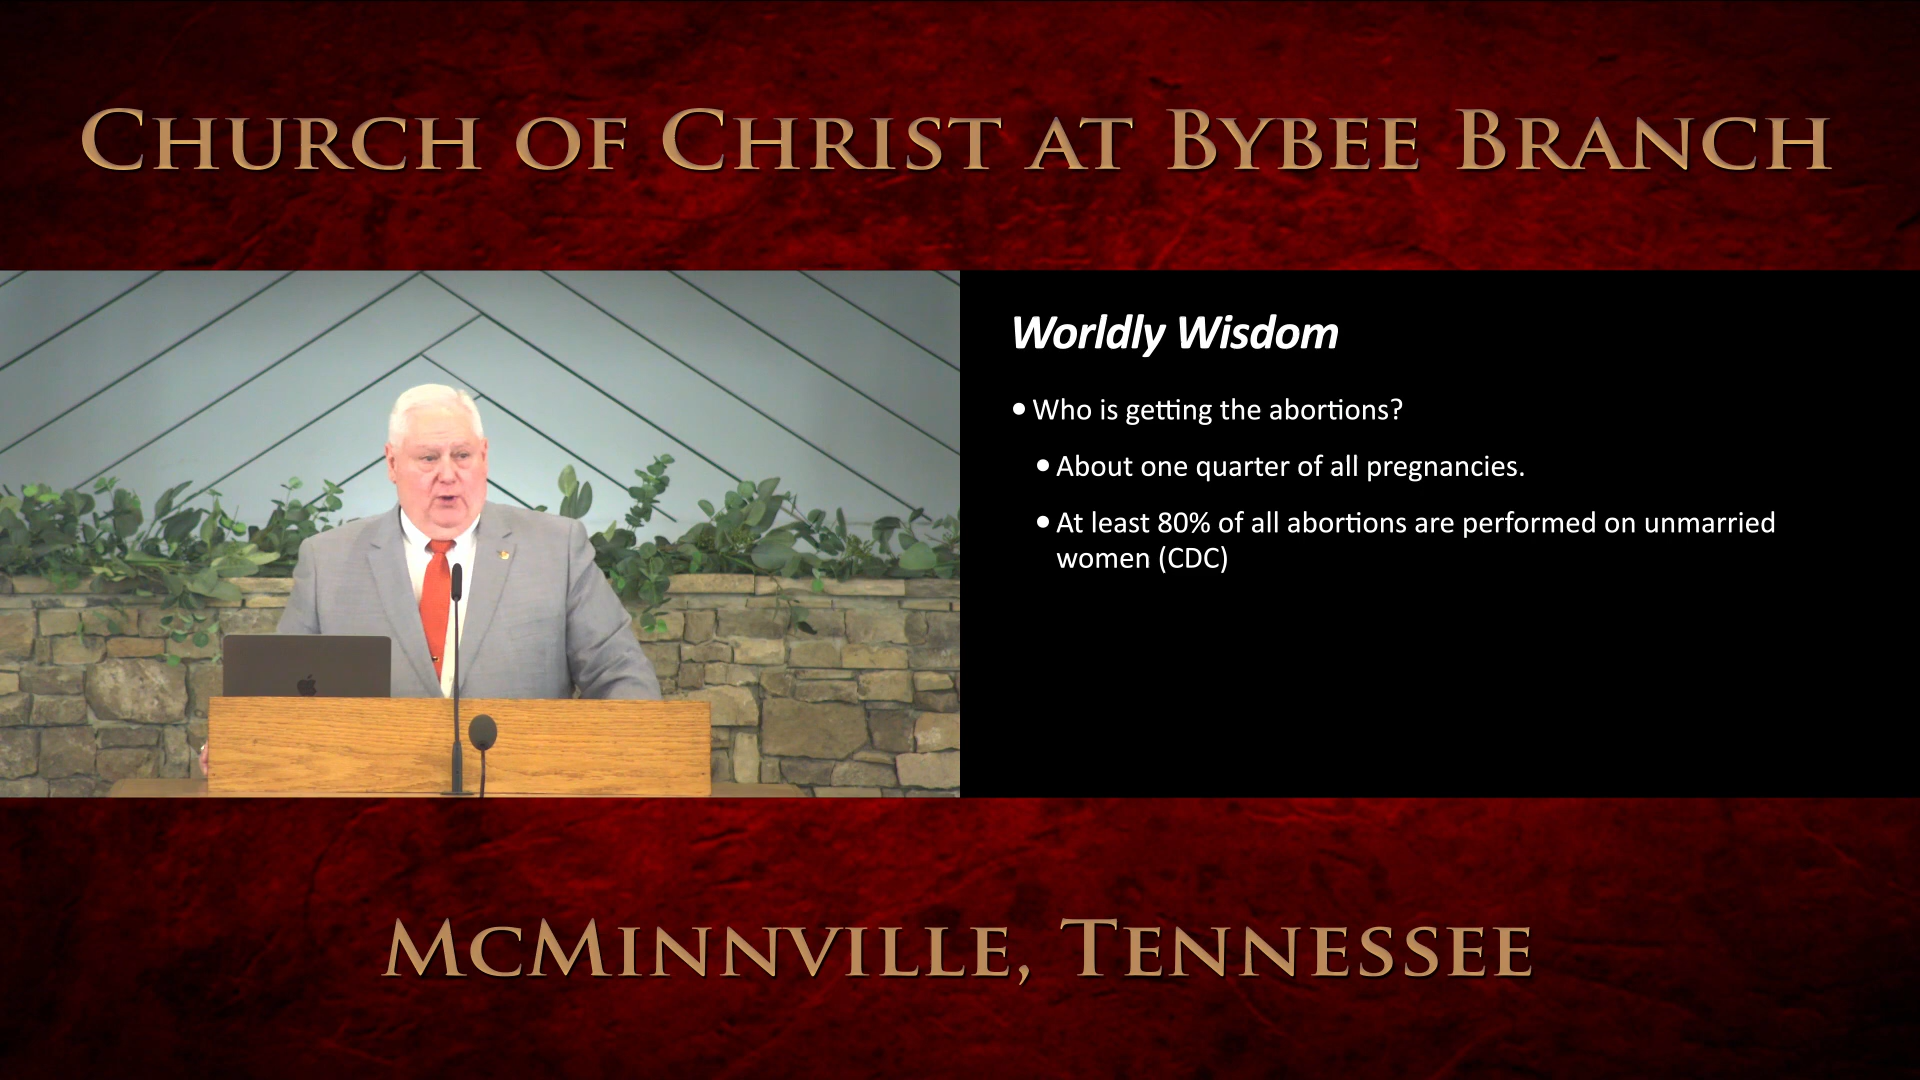 Church of Christ at Bybee Branch
Worldly Wisdom
• Who is getting the abortions?
• About one quarter of all pregnancies.
• At least 80% of all abortions are performed on unmarried
women (CDC)
McMinnville, Tennessee